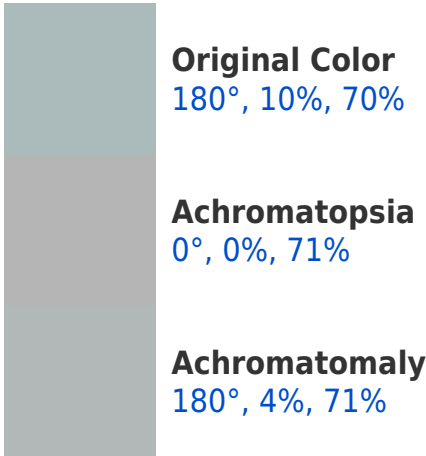 Original Color
180°, 10%, 70%
Achromatopsia
0°, 0%, 71%
Achromatomaly
180°, 4%, 71%